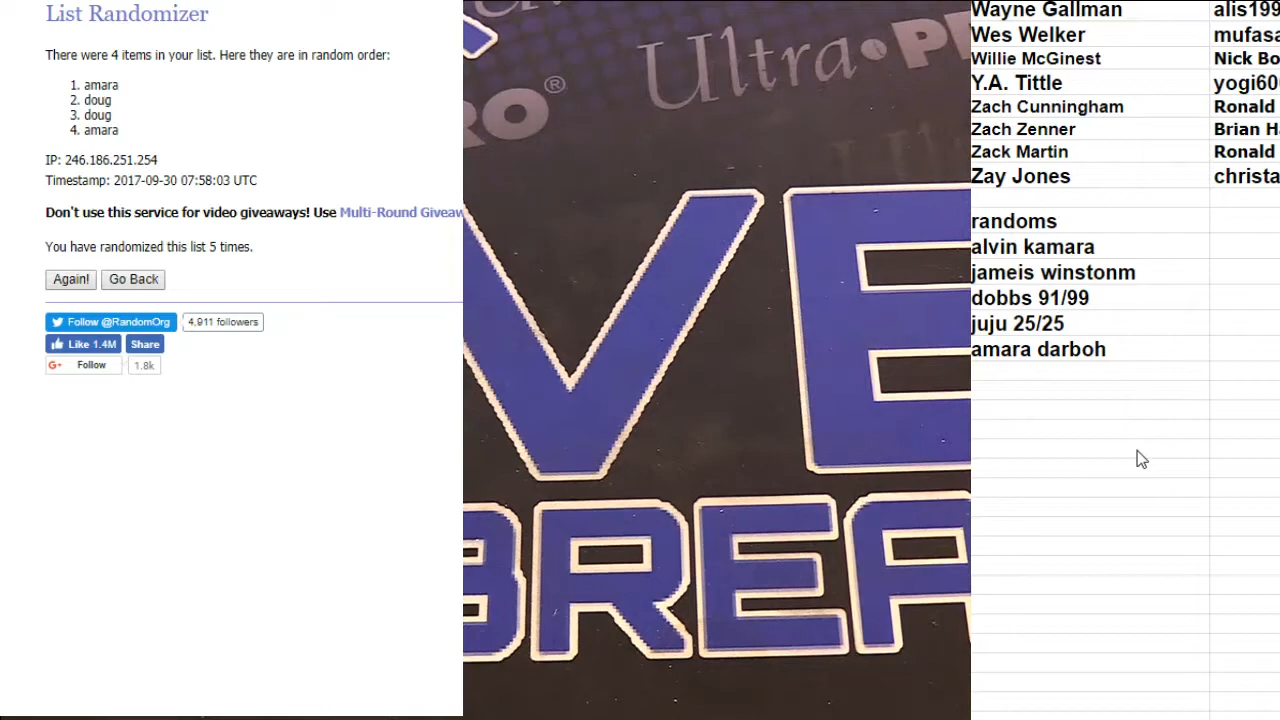 List Randomizer
There were 4 items in your list. Here they are in random order:
1. amara
2. doug
3. doug
4. amara
IP: 246.186.251.254
Timestamp: 2017-09-30 07:58:03 UTC
Don't use this service for video giveaways! Use Multi-Round Giveaw
You have randomized this list 5 times.
Again! Go Back
Follow @RandomOrg 4,911 followers
Like 1.4M Share
G+ Follow 1.8k
Ultra PR
RO®
VE
BREA
Wayne Gallman alis199
Wes Welker mufasa
Willie McGinest Nick Bo
Y.A. Tittle yogi60
Zach Cunningham Ronald
Zach Zenner Brian H
Zack Martin Ronald
Zay Jones christa
randoms
alvin kamara
jameis winstonm
dobbs 91/99
juju 25/25
amara darboh